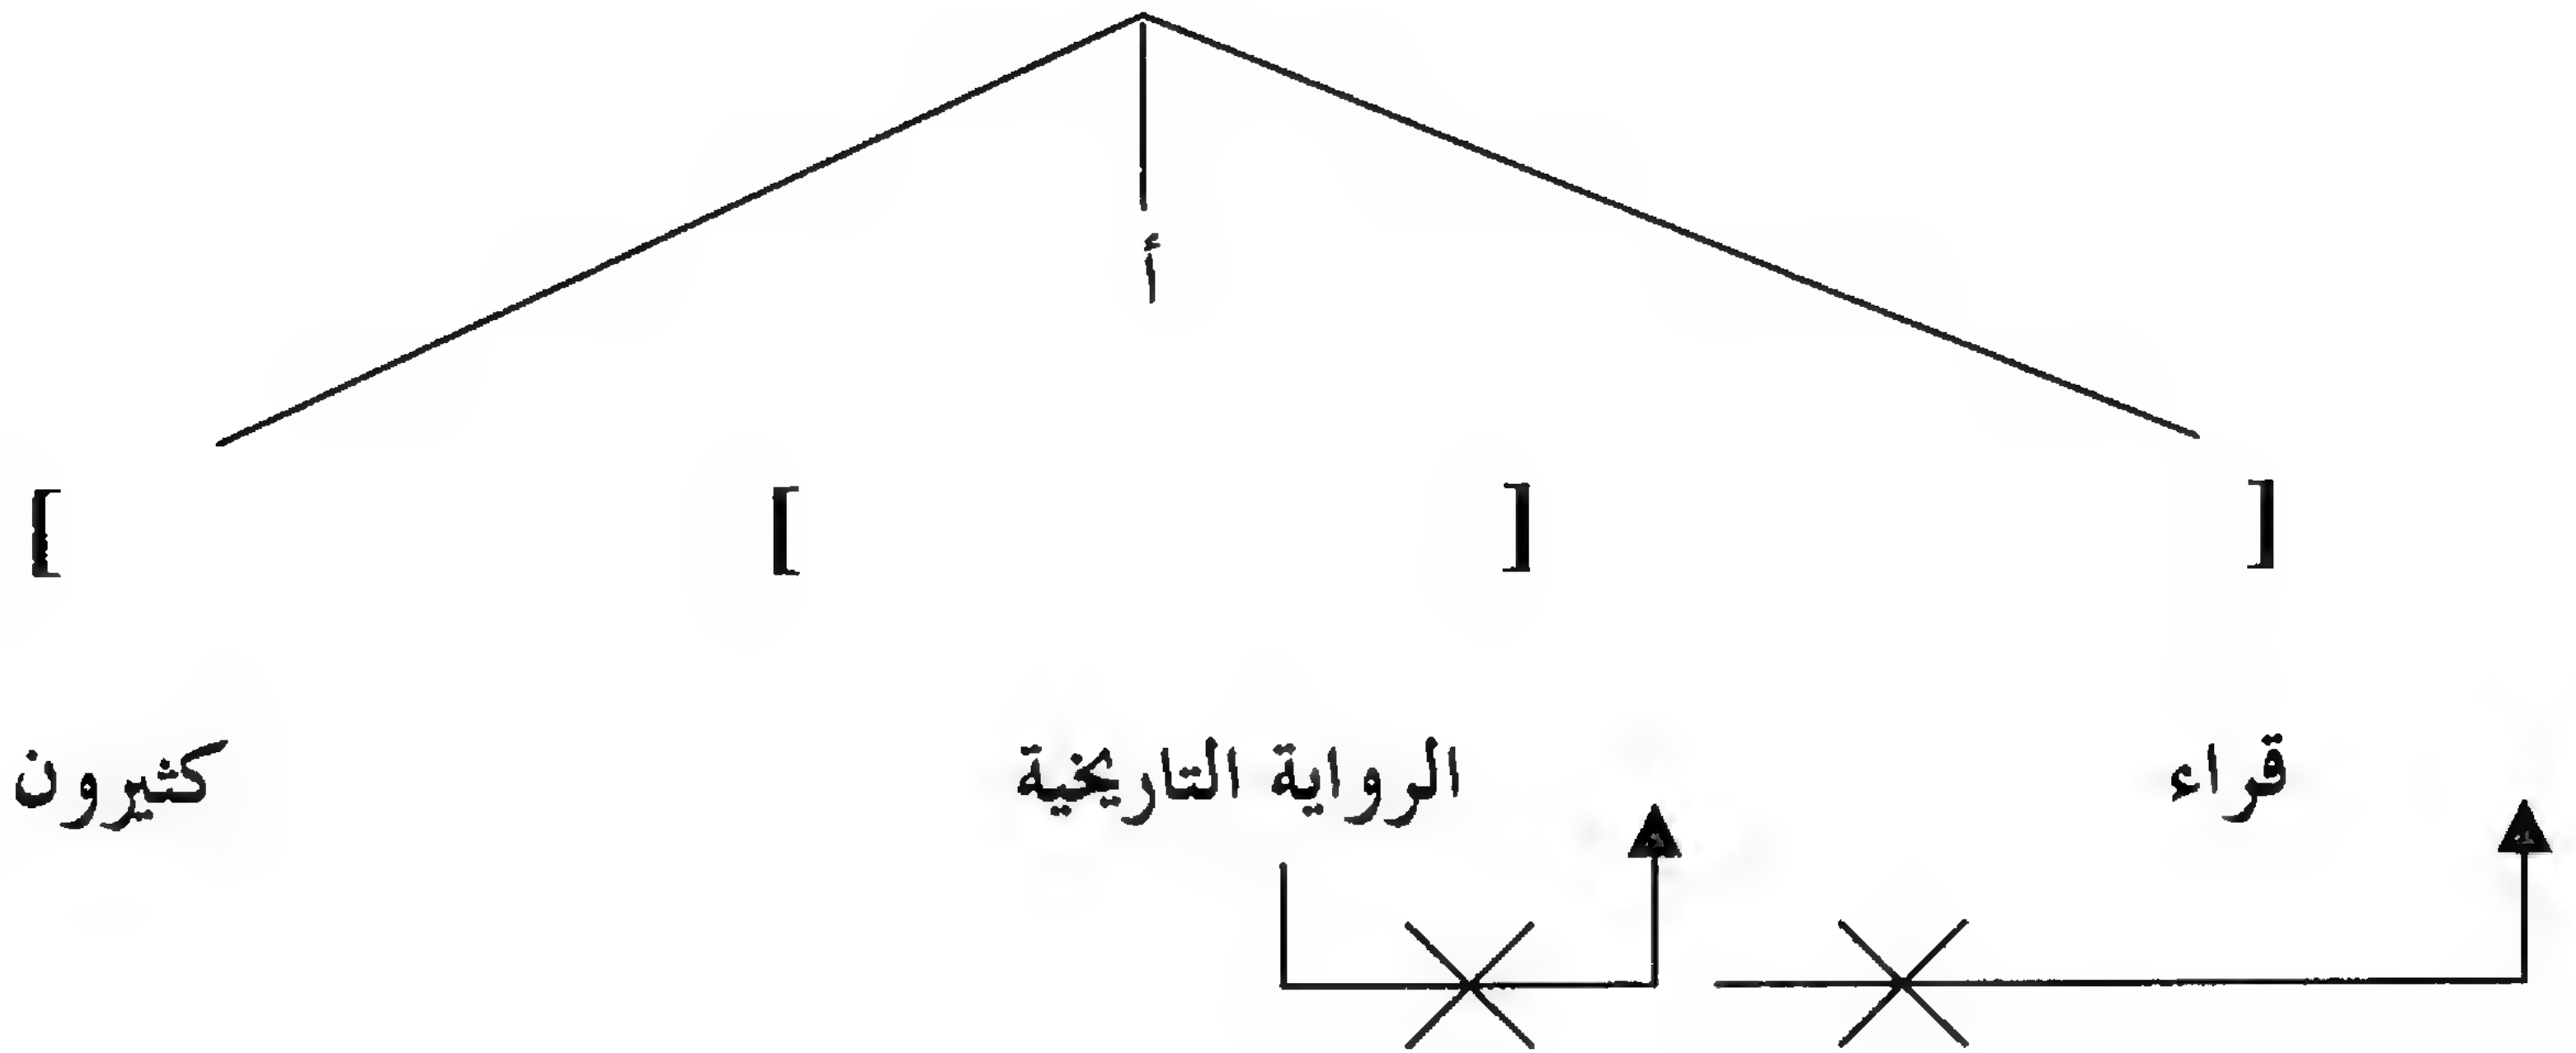 أ
[ ] [ ]
قراء الرواية التاريخية كثيرون